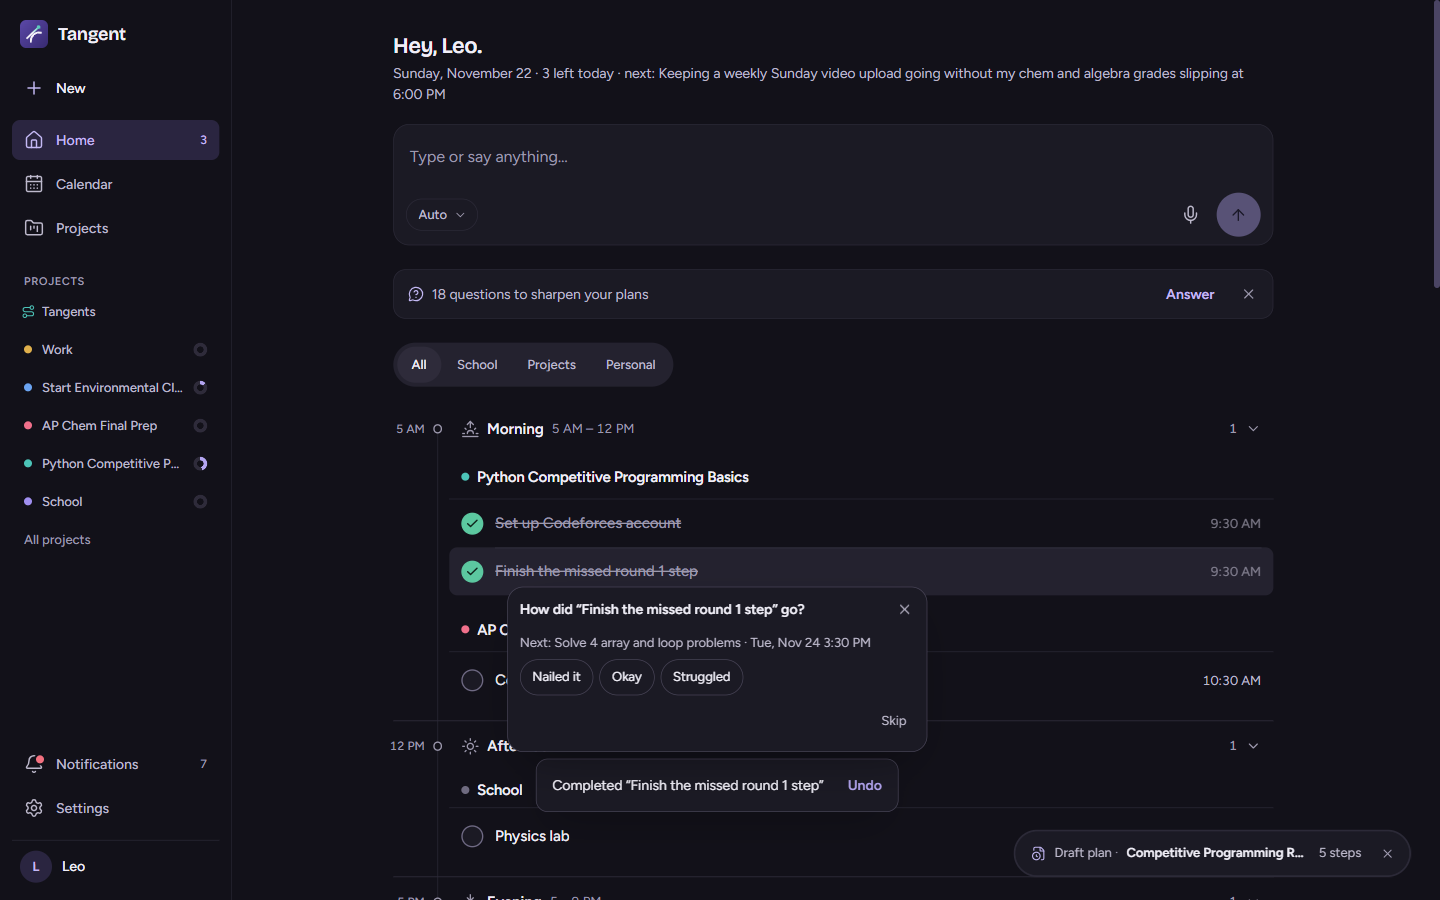 Tangent
New
Home 3
Calendar
Projects
PROJECTS
Tangents
Work
Start Environmental Cl...
AP Chem Final Prep
Python Competitive P...
School
All projects
Notifications 7
Settings
L Leo
Hey, Leo.
Sunday, November 22 · 3 left today · next: Keeping a weekly Sunday video upload going without my chem and algebra grades slipping at
6:00 PM
Type or say anything...
Auto
18 questions to sharpen your plans Answer
All School Projects Personal
5 AM Morning 5 AM – 12 PM 1
Python Competitive Programming Basics
Set up Codeforces account 9:30 AM
Finish the missed round 1 step 9:30 AM
How did “Finish the missed round 1 step” go?
AP C
Next: Solve 4 array and loop problems · Tue, Nov 24 3:30 PM
Nailed it Okay Struggled
10:30 AM
Skip
12 PM 1
School
Completed “Finish the missed round 1 step” Undo
Physics lab
Draft plan · Competitive Programming R... 5 steps